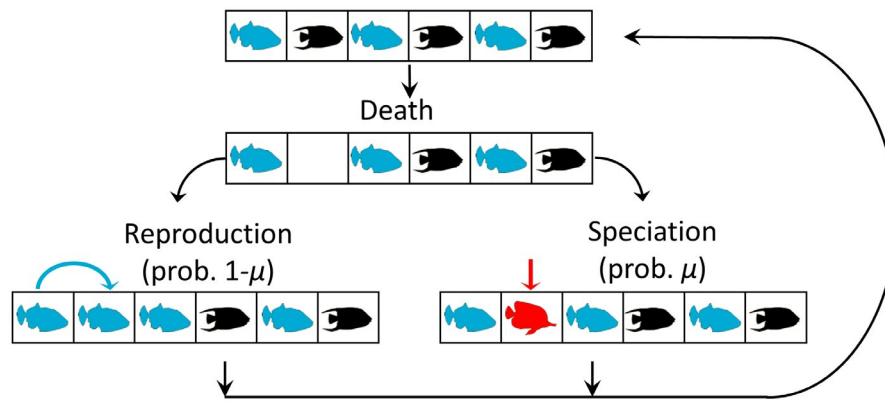 Death
Reproduction
(prob. 1-μ)
Speciation
(prob. μ)